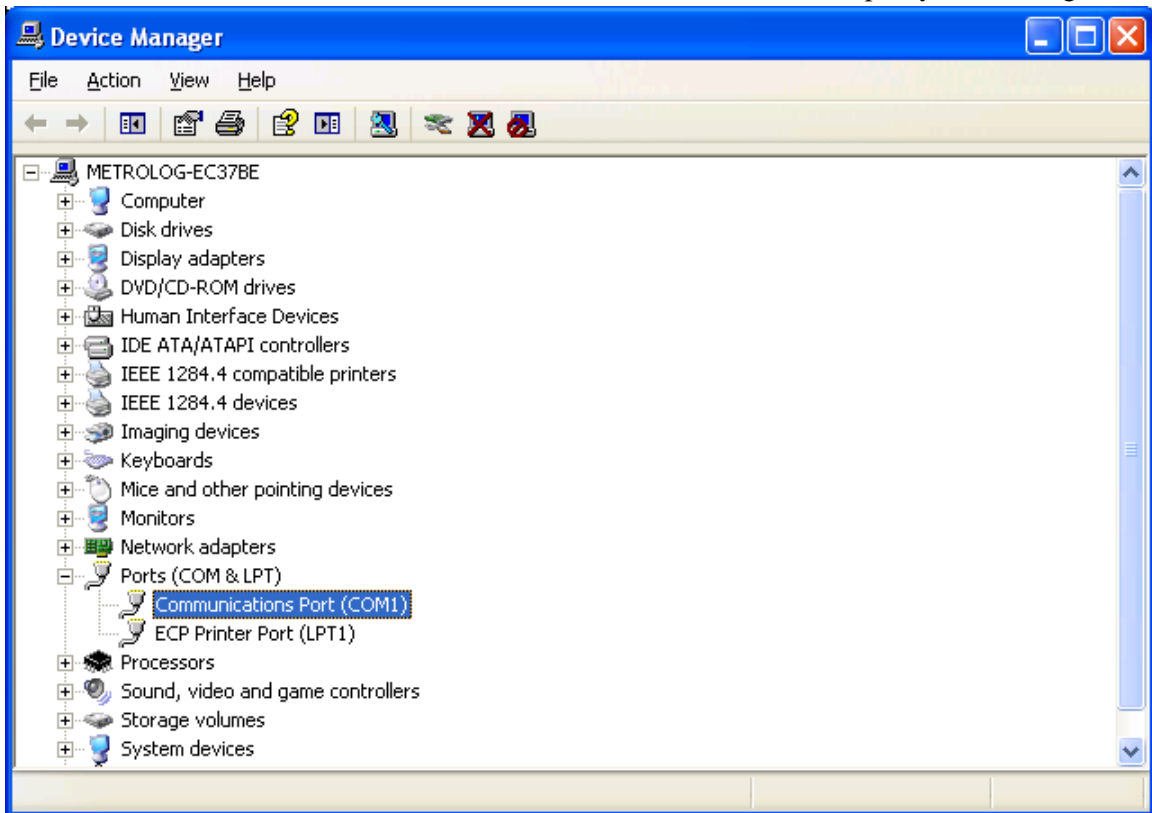 Device Manager
File Action View Help
METROLOG-EC37BE
Computer
Disk drives
Display adapters
DVD/CD-ROM drives
Human Interface Devices
IDE ATA/ATAPI controllers
IEEE 1284.4 compatible printers
IEEE 1284.4 devices
Imaging devices
Keyboards
Mice and other pointing devices
Monitors
Network adapters
Ports (COM & LPT)
Communications Port (COM1)
ECP Printer Port (LPT1)
Processors
Sound, video and game controllers
Storage volumes
System devices